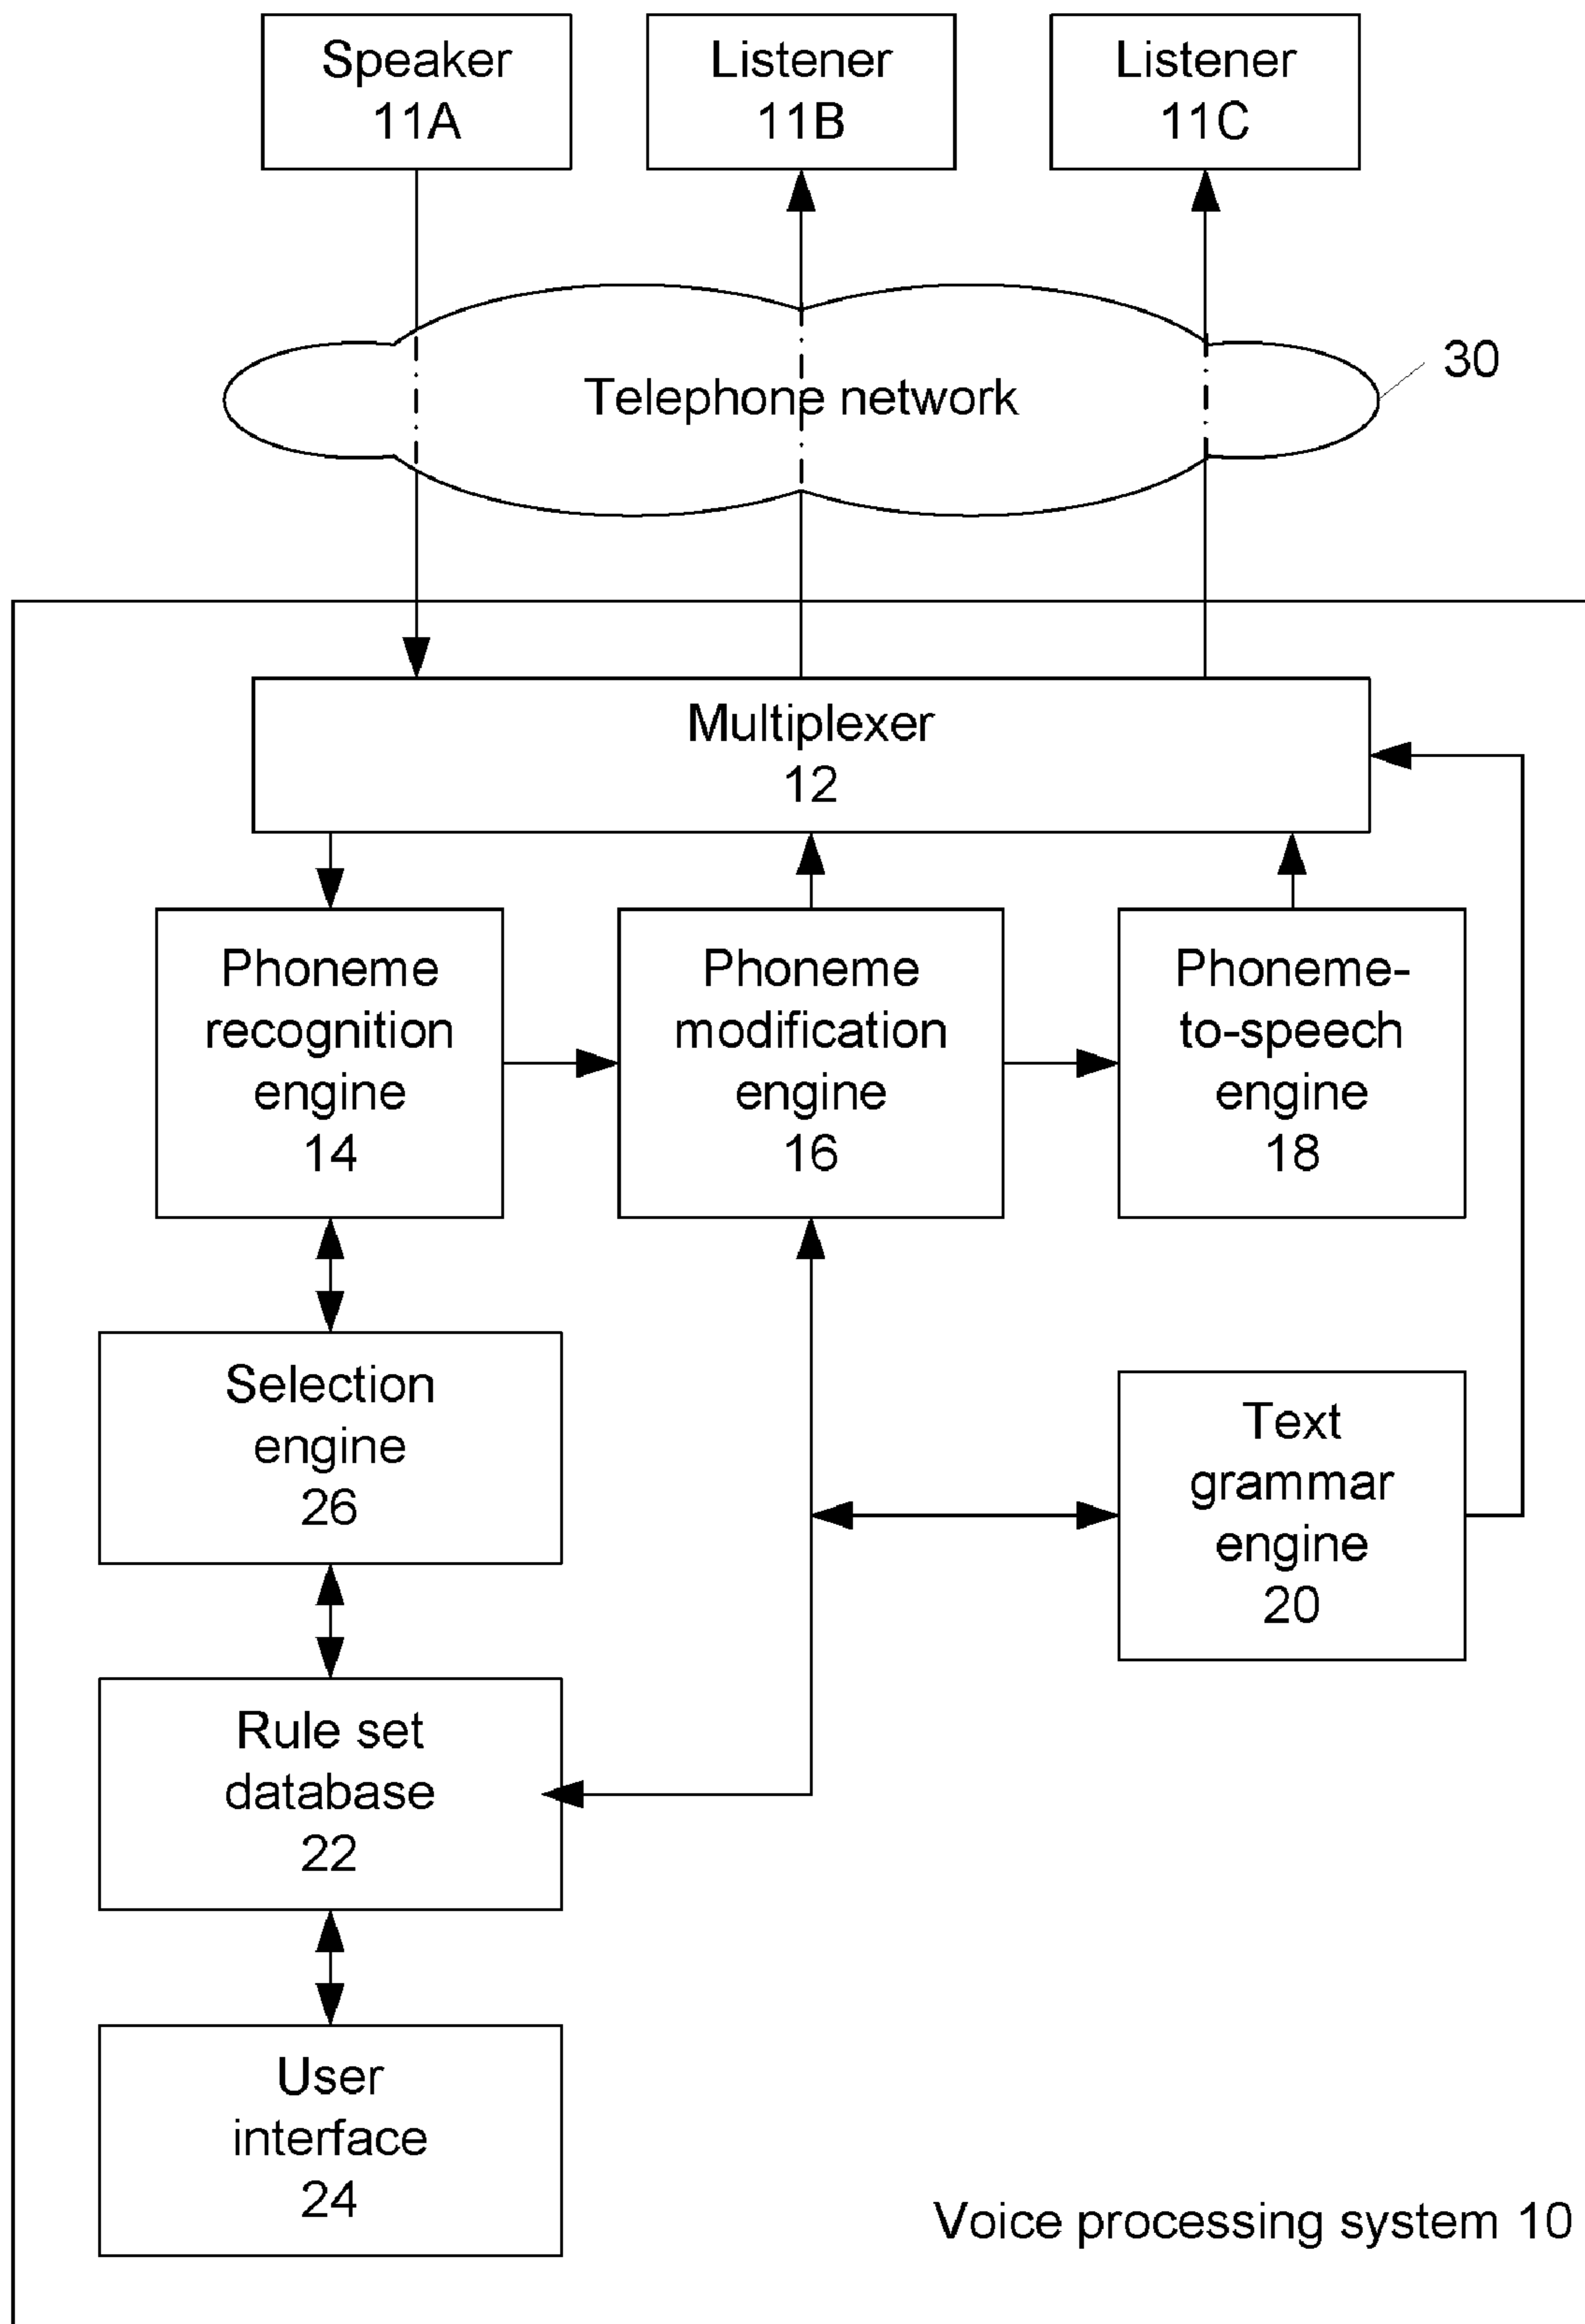 Speaker
11A
Listener
11B
Listener
11C
Telephone network
30
Multiplexer
12
Phoneme
recognition
engine
14
Phoneme
modification
engine
16
Phoneme-
to-speech
engine
18
Selection
engine
26
Text
grammar
engine
20
Rule set
database
22
User
interface
24
Voice processing system 10